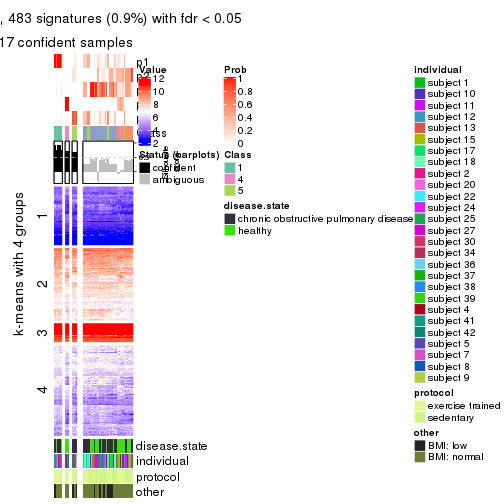 , 483 signatures (0.9%) with fdr < 0.05
17 confident samples
p1
Value
12
10
8
6
4
2
Prob
1
0.8
0.6
0.4
0.2
0
Status (barplots)
confident
ambiguous
Class
1
4
5
disease.state
chronic obstructive pulmonary disease
healthy
individual
subject 1
subject 10
subject 11
subject 12
subject 13
subject 15
subject 17
subject 18
subject 2
subject 20
subject 22
subject 24
subject 25
subject 27
subject 30
subject 34
subject 36
subject 37
subject 38
subject 39
subject 4
subject 41
subject 42
subject 5
subject 7
subject 8
subject 9
protocol
exercise trained
sedentary
other
BMI: low
BMI: normal
k-means with 4 groups
1
2
3
4
disease.state
individual
protocol
other